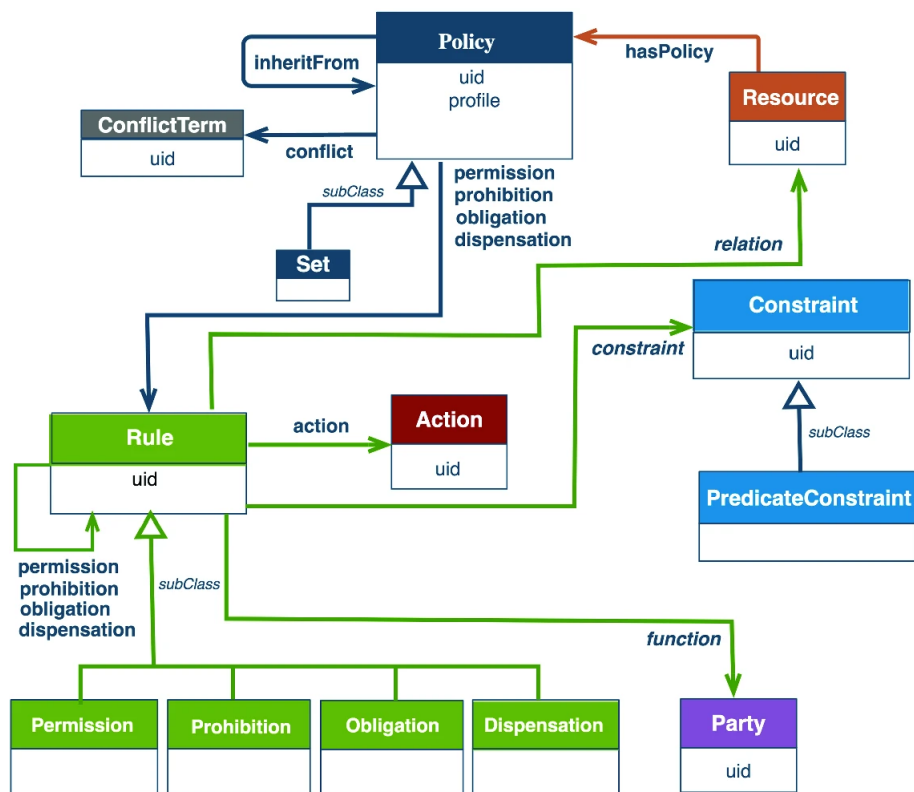 Policy
uid
profile
inheritFrom
hasPolicy
Resource
uid
ConflictTerm
uid
conflict
subClass
permission
prohibition
obligation
dispensation
Set
relation
Constraint
uid
constraint
subClass
PredicateConstraint
Rule
uid
action
Action
uid
permission
prohibition
obligation
dispensation
subClass
function
Permission
Prohibition
Obligation
Dispensation
Party
uid